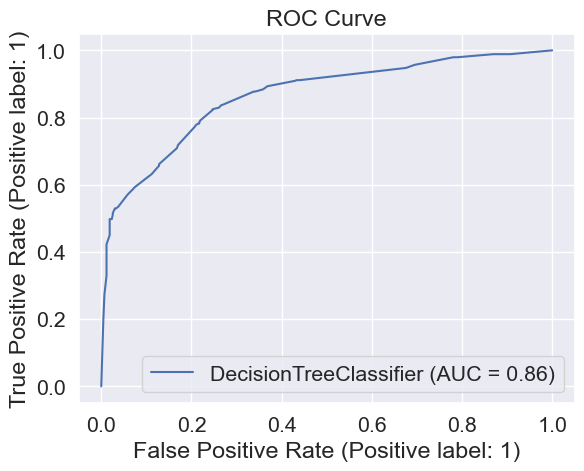 ROC Curve
True Positive Rate (Positive label: 1)
1.0
0.8
0.6
0.4
0.2
0.0
DecisionTreeClassifier (AUC = 0.86)
0.0 0.2 0.4 0.6 0.8 1.0
False Positive Rate (Positive label: 1)